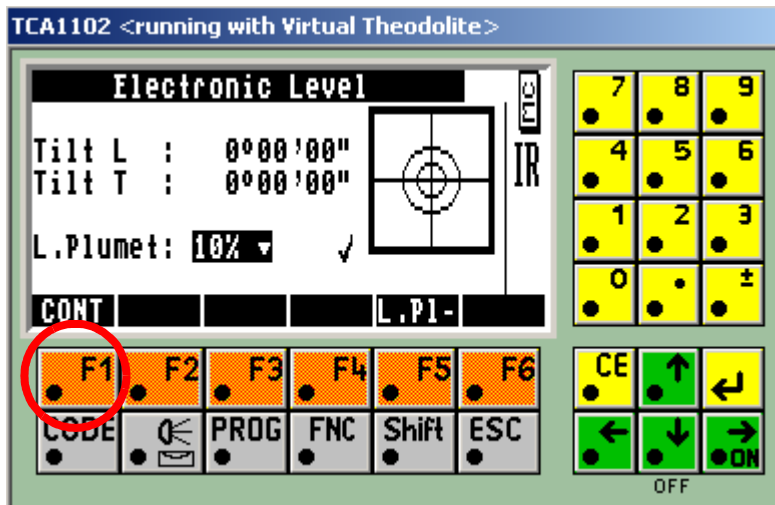 TCA1102 <running with Virtual Theodolite>
Electronic Level
Tilt L : 0°00'00"
Tilt T : 0°00'00"
L.Plumet: 10% ▼ ✓
CONT L.Pl-
mc
IR
7 8 9
4 5 6
1 2 3
0 . ±
F1 F2 F3 F4 F5 F6
CODE PROG FNC Shift ESC
CE ↑ ↵
← ↓ → ON
OFF